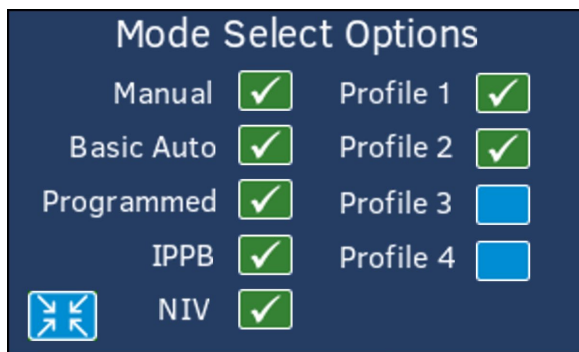 Mode Select Options
Manual
Profile 1
Basic Auto
Profile 2
Programmed
Profile 3
IPPB
Profile 4
NIV